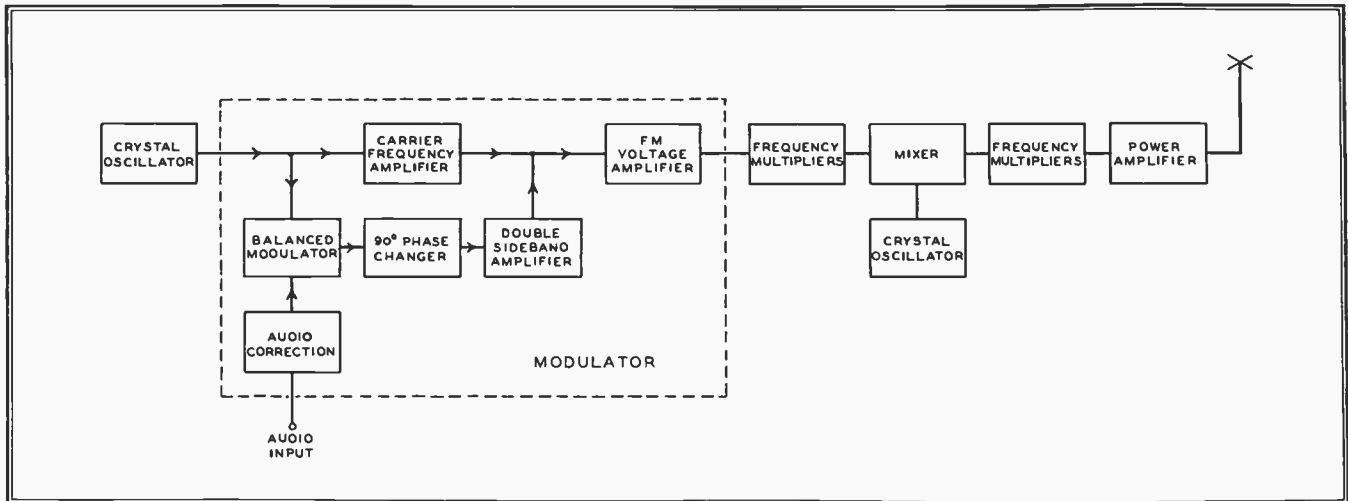 CRYSTAL
OSCILLATOR
CARRIER
FREQUENCY
AMPLIFIER
FM
VOLTAGE
AMPLIFIER
FREQUENCY
MULTIPLIERS
MIXER
FREQUENCY
MULTIPLIERS
POWER
AMPLIFIER
BALANCED
MODULATOR
90° PHASE
CHANGER
DOUBLE
SIDEBAND
AMPLIFIER
CRYSTAL
OSCILLATOR
AUDIO
CORRECTION
MODULATOR
AUDIO
INPUT